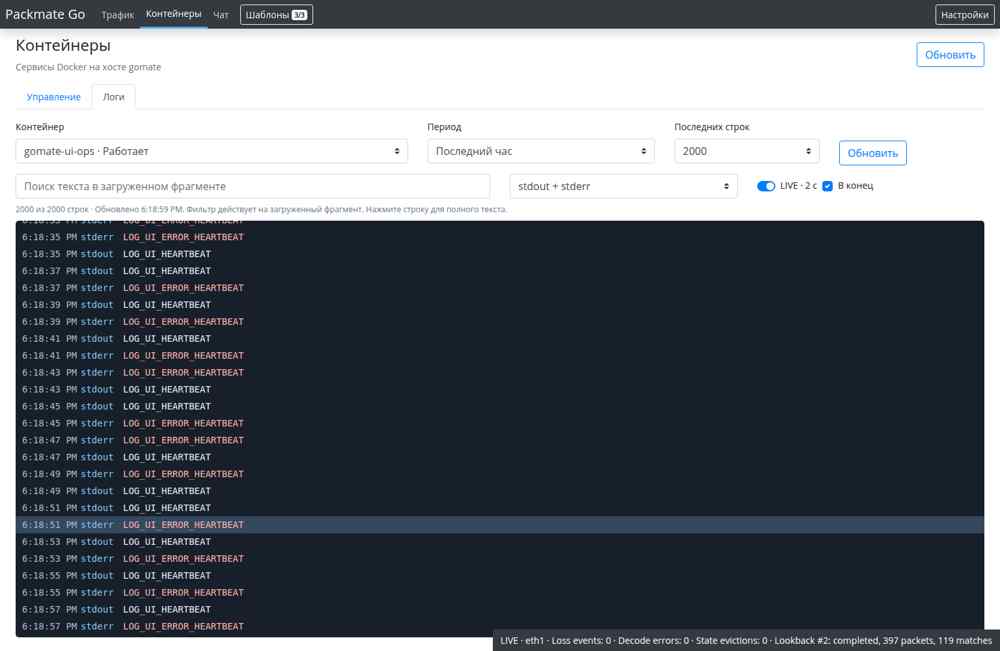 Packmate Go Трафик Контейнеры Чат Шаблоны 3/3 Настройки
Контейнеры
Сервисы Docker на хосте gomate
Обновить
Управление Логи
Контейнер Период Последних строк
gomate-ui-ops · Работает Последний час 2000 Обновить
Поиск текста в загруженном фрагменте stdout + stderr LIVE · 2 с В конец
2000 из 2000 строк · Обновлено 6:18:59 PM. Фильтр действует на загруженный фрагмент. Нажмите строку для полного текста.
6:18:35 PM stderr LOG_UI_ERROR_HEARTBEAT
6:18:35 PM stderr LOG_UI_ERROR_HEARTBEAT
6:18:35 PM stdout LOG_UI_HEARTBEAT
6:18:37 PM stdout LOG_UI_HEARTBEAT
6:18:37 PM stderr LOG_UI_ERROR_HEARTBEAT
6:18:39 PM stdout LOG_UI_HEARTBEAT
6:18:39 PM stderr LOG_UI_ERROR_HEARTBEAT
6:18:41 PM stdout LOG_UI_HEARTBEAT
6:18:41 PM stderr LOG_UI_ERROR_HEARTBEAT
6:18:43 PM stderr LOG_UI_ERROR_HEARTBEAT
6:18:43 PM stdout LOG_UI_HEARTBEAT
6:18:45 PM stdout LOG_UI_HEARTBEAT
6:18:45 PM stderr LOG_UI_ERROR_HEARTBEAT
6:18:47 PM stderr LOG_UI_ERROR_HEARTBEAT
6:18:47 PM stdout LOG_UI_HEARTBEAT
6:18:49 PM stderr LOG_UI_ERROR_HEARTBEAT
6:18:49 PM stdout LOG_UI_HEARTBEAT
6:18:51 PM stdout LOG_UI_HEARTBEAT
6:18:51 PM stderr LOG_UI_ERROR_HEARTBEAT
6:18:53 PM stdout LOG_UI_HEARTBEAT
6:18:53 PM stderr LOG_UI_ERROR_HEARTBEAT
6:18:55 PM stdout LOG_UI_HEARTBEAT
6:18:55 PM stderr LOG_UI_ERROR_HEARTBEAT
6:18:57 PM stdout LOG_UI_HEARTBEAT
6:18:57 PM stderr LOG_UI_ERROR_HEARTBEAT
LIVE · eth1 · Loss events: 0 · Decode errors: 0 · State evictions: 0 · Lookback #2: completed, 397 packets, 119 matches